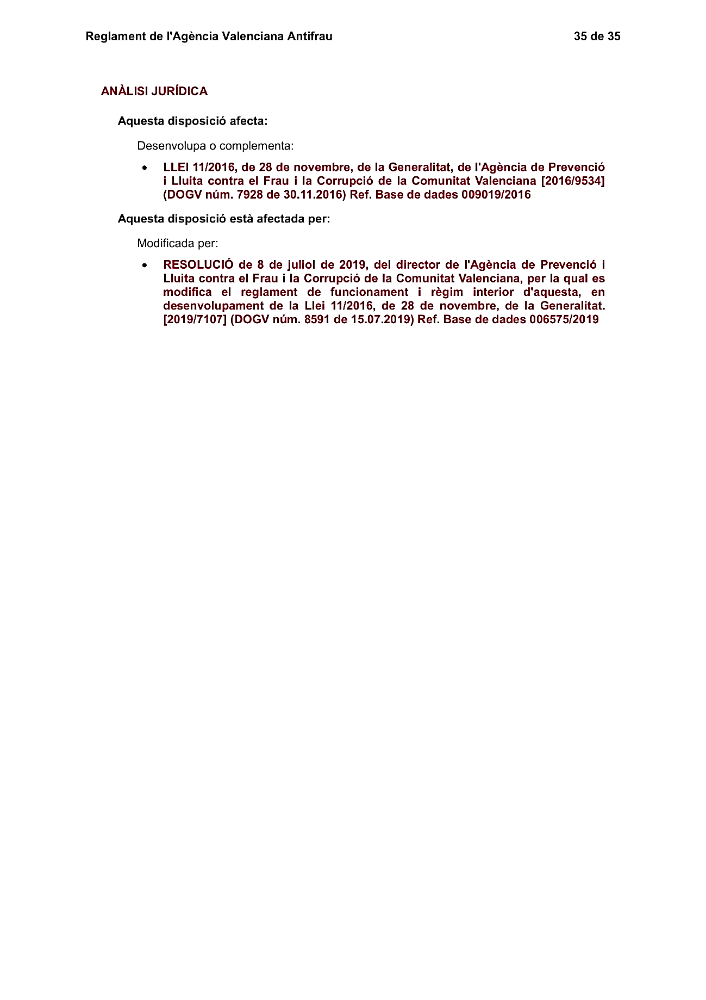 Reglament de l'Agència Valenciana Antifrau 35 de 35
ANÀLISI JURÍDICA
Aquesta disposició afecta:
Desenvolupa o complementa:
• LLEI 11/2016, de 28 de novembre, de la Generalitat, de l'Agència de Prevenció
i Lluita contra el Frau i la Corrupció de la Comunitat Valenciana [2016/9534]
(DOGV núm. 7928 de 30.11.2016) Ref. Base de dades 009019/2016
Aquesta disposició està afectada per:
Modificada per:
• RESOLUCIÓ de 8 de juliol de 2019, del director de l'Agència de Prevenció i
Lluita contra el Frau i la Corrupció de la Comunitat Valenciana, per la qual es
modifica el reglament de funcionament i règim interior d'aquesta, en
desenvolupament de la Llei 11/2016, de 28 de novembre, de la Generalitat.
[2019/7107] (DOGV núm. 8591 de 15.07.2019) Ref. Base de dades 006575/2019